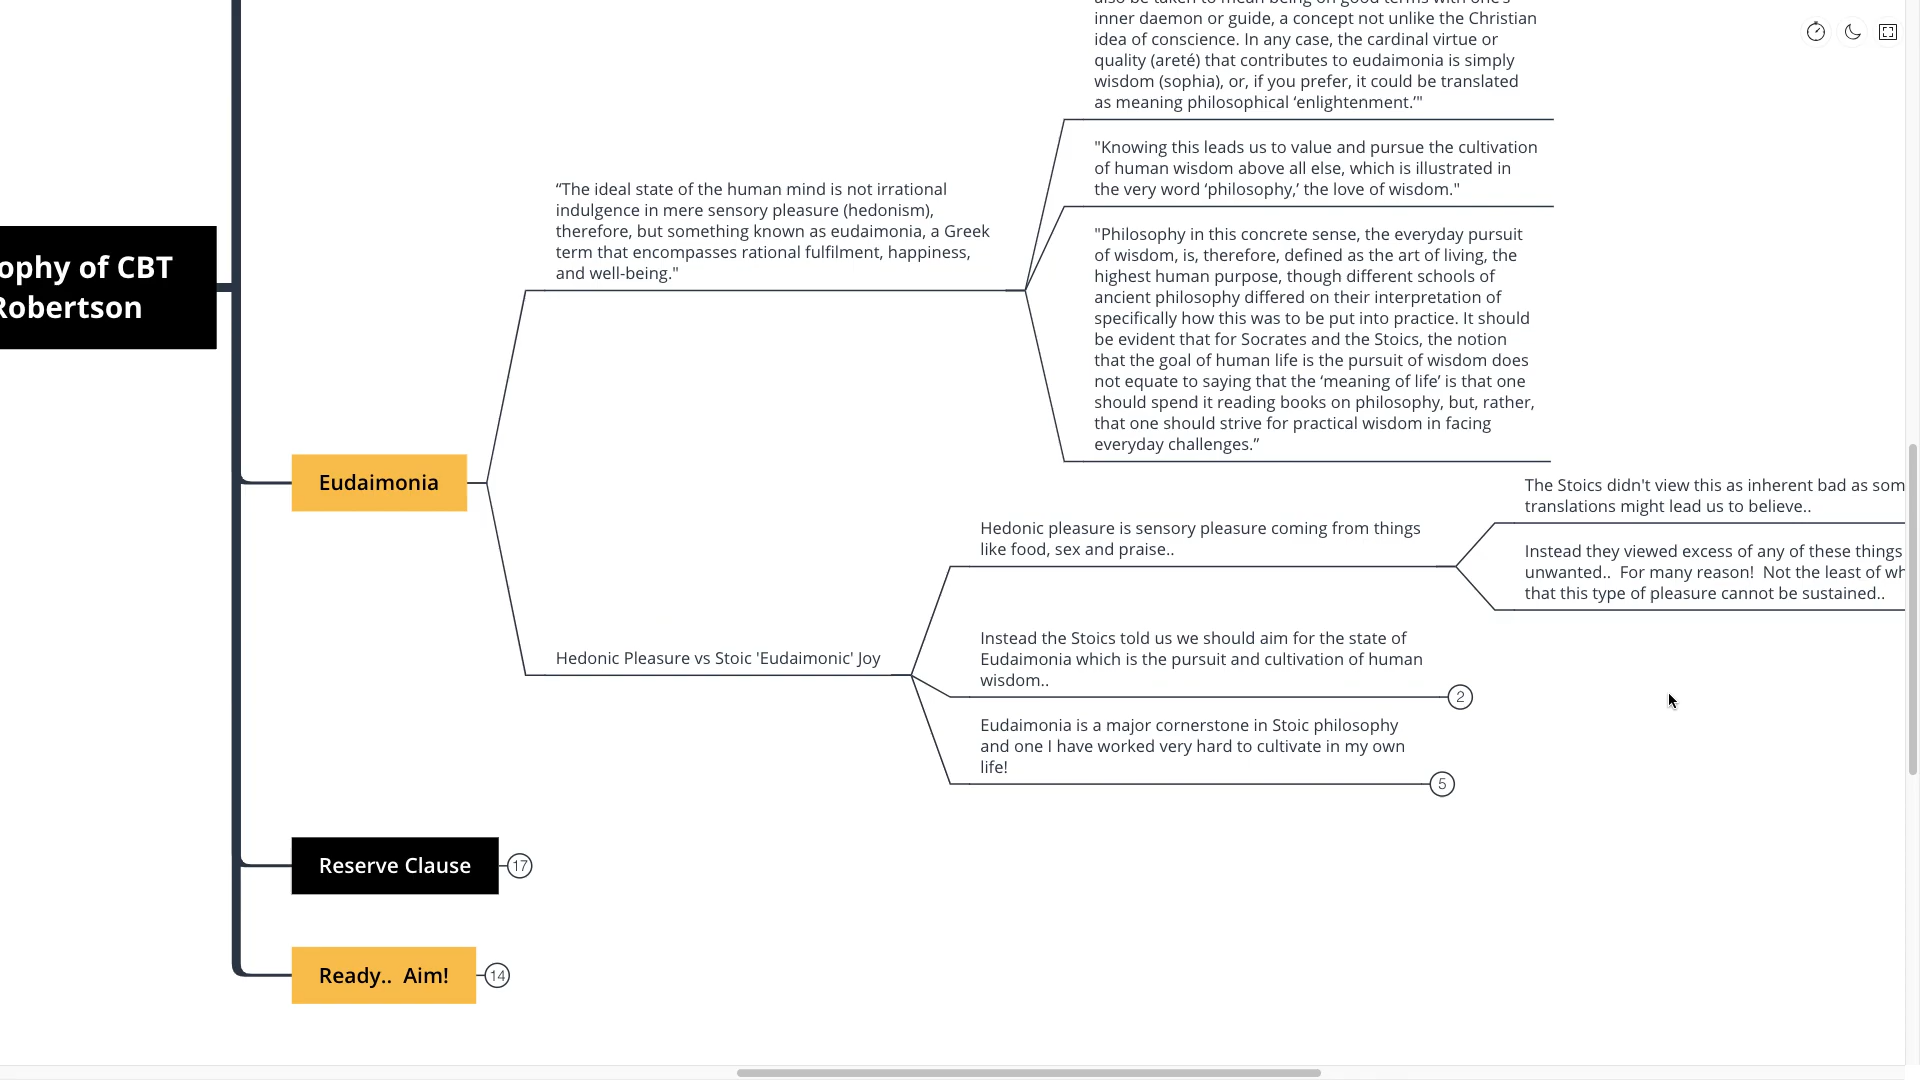 inner daemon or guide, a concept not unlike the Christian
idea of conscience. In any case, the cardinal virtue or
quality (areté) that contributes to eudaimonia is simply
wisdom (sophia), or, if you prefer, it could be translated
as meaning philosophical ‘enlightenment.’"
"Knowing this leads us to value and pursue the cultivation
of human wisdom above all else, which is illustrated in
the very word ‘philosophy,’ the love of wisdom."
“The ideal state of the human mind is not irrational
indulgence in mere sensory pleasure (hedonism),
therefore, but something known as eudaimonia, a Greek
term that encompasses rational fulfilment, happiness,
and well-being."
"Philosophy in this concrete sense, the everyday pursuit
of wisdom, is, therefore, defined as the art of living, the
highest human purpose, though different schools of
ancient philosophy differed on their interpretation of
specifically how this was to be put into practice. It should
be evident that for Socrates and the Stoics, the notion
that the goal of human life is the pursuit of wisdom does
not equate to saying that the ‘meaning of life’ is that one
should spend it reading books on philosophy, but, rather,
that one should strive for practical wisdom in facing
everyday challenges.”
ophy of CBT
Robertson
Eudaimonia
The Stoics didn't view this as inherent bad as som
translations might lead us to believe..
Hedonic pleasure is sensory pleasure coming from things
like food, sex and praise..
Instead they viewed excess of any of these things
unwanted..  For many reason!  Not the least of wh
that this type of pleasure cannot be sustained..
Hedonic Pleasure vs Stoic 'Eudaimonic' Joy
Instead the Stoics told us we should aim for the state of
Eudaimonia which is the pursuit and cultivation of human
wisdom..
2
Eudaimonia is a major cornerstone in Stoic philosophy
and one I have worked very hard to cultivate in my own
life!
5
Reserve Clause
17
Ready..  Aim!
14